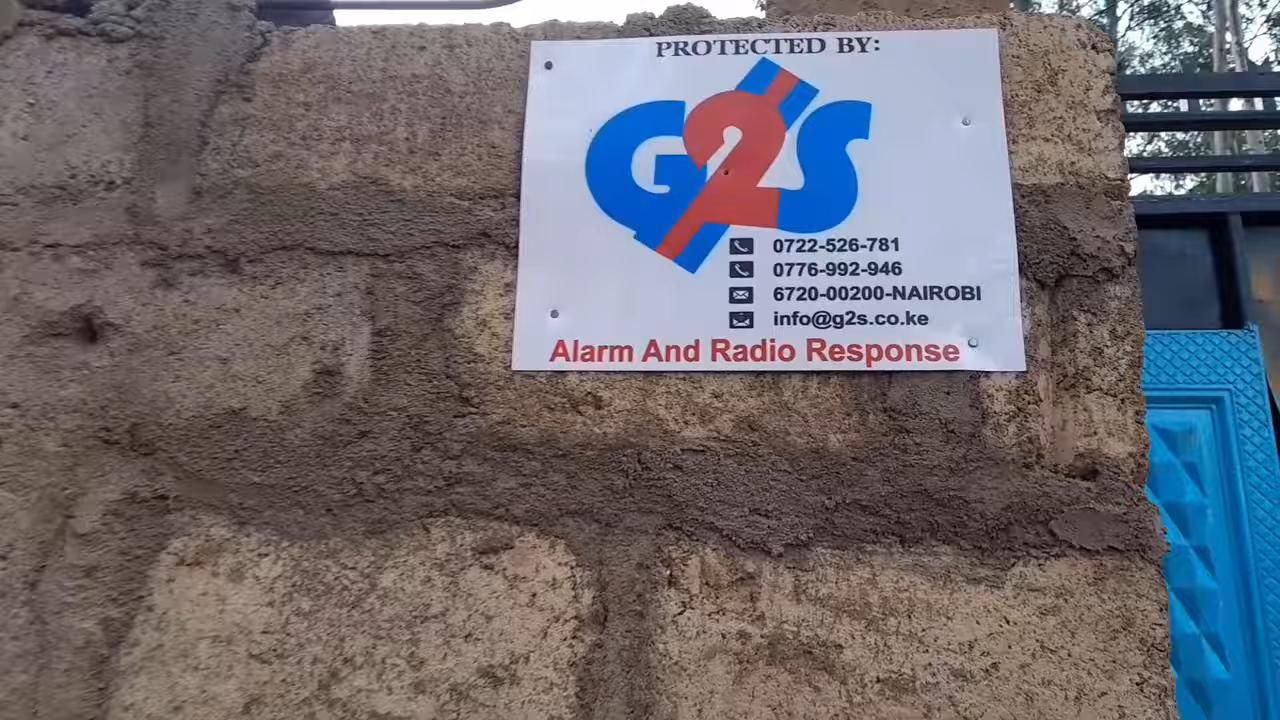 PROTECTED BY:
G2S
0722-526-781
0776-992-946
6720-00200-NAIROBI
info@g2s.co.ke
Alarm And Radio Response